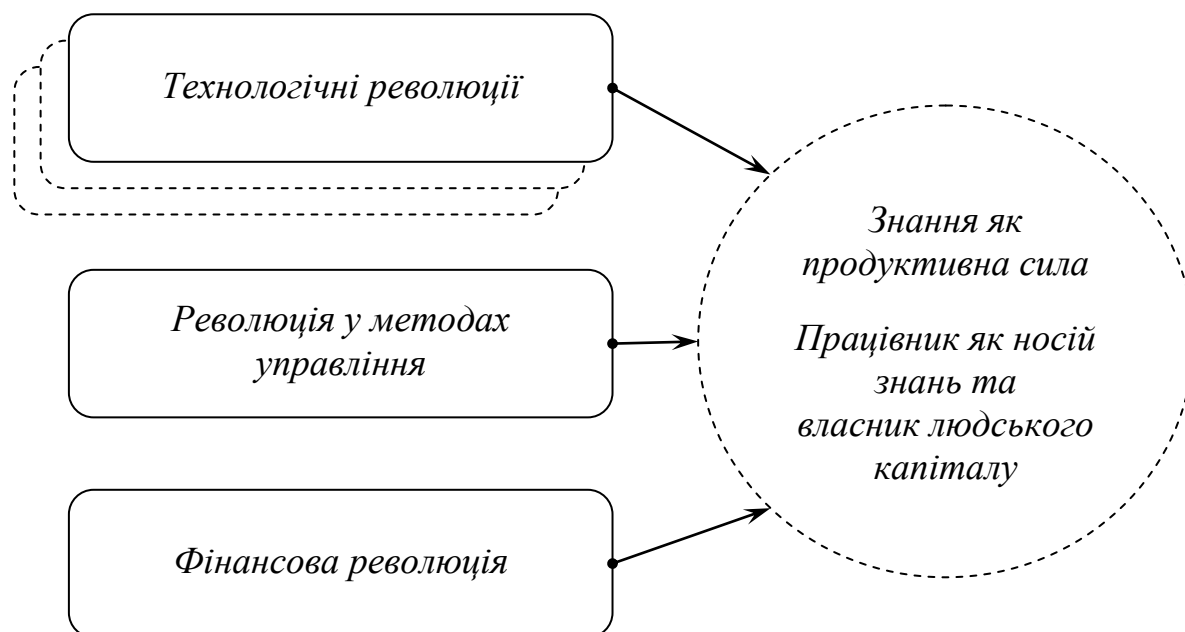 Технологічні революції
Революція у методах
управління
Фінансова революція
Знання як
продуктивна сила
Працівник як носій
знань та
власник людського
капіталу